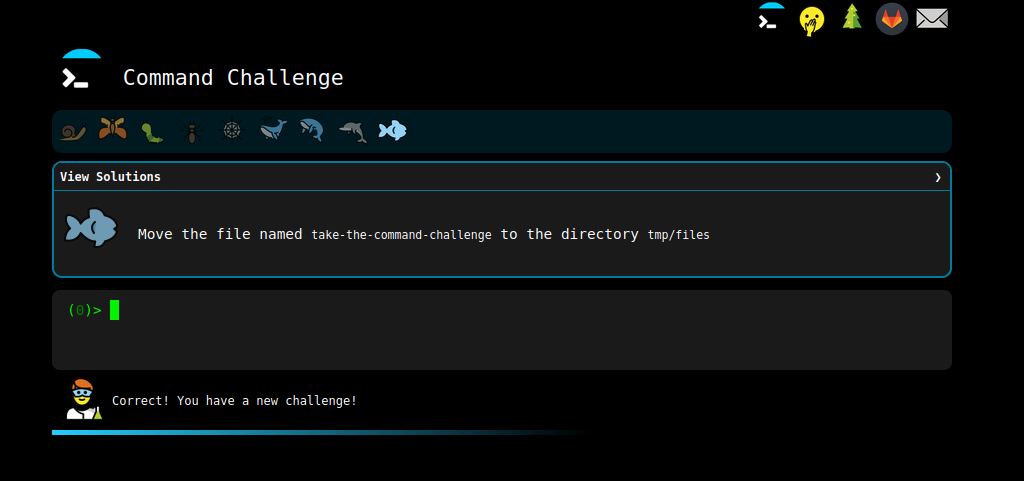 Command Challenge
View Solutions ❯
Move the file named take-the-command-challenge to the directory tmp/files
(0)>
Correct! You have a new challenge!